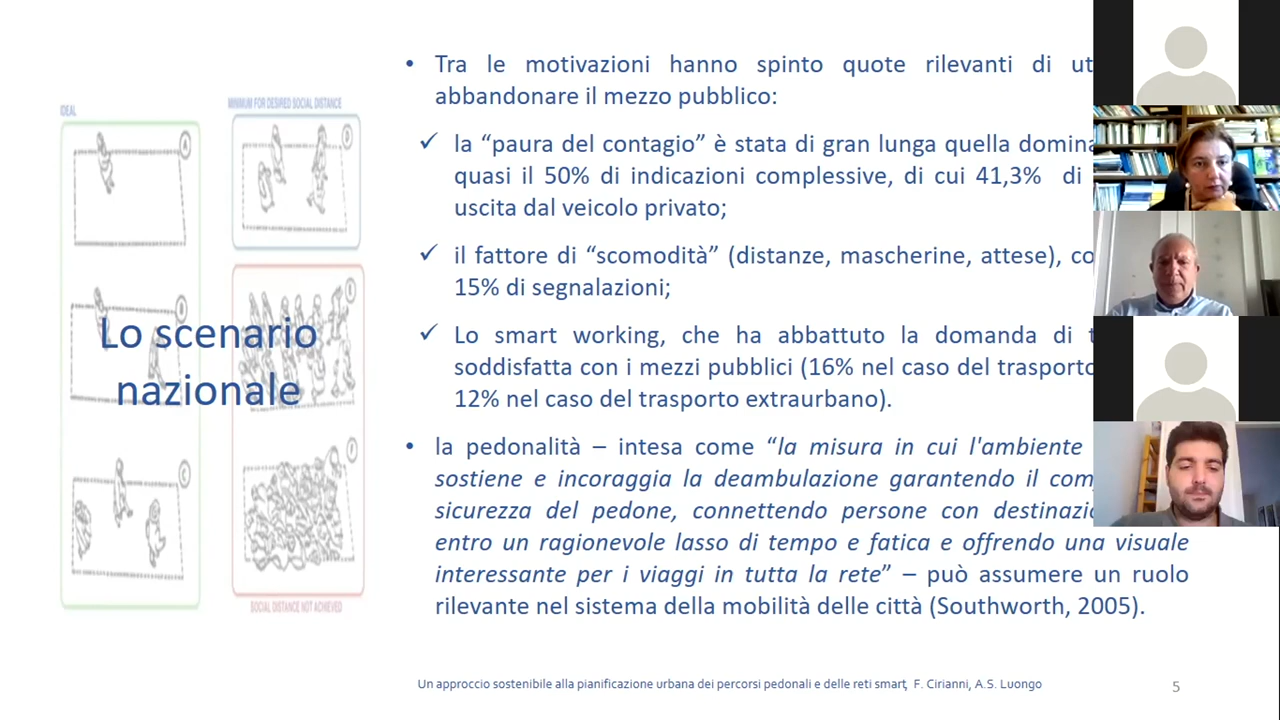 IDEAL
MINIMUM FOR DESIRED SOCIAL DISTANCE
A
D
B
E
C
F
SOCIAL DISTANCE NOT ACHIEVED
Lo scenario
nazionale
• Tra le motivazioni hanno spinto quote rilevanti di
abbandonare il mezzo pubblico:
✓ la “paura del contagio” è stata di gran lunga quella
quasi il 50% di indicazioni complessive, di cui 41,3% di
uscita dal veicolo privato;
✓ il fattore di “scomodità” (distanze, mascherine, attese),
15% di segnalazioni;
✓ Lo smart working, che ha abbattuto la domanda di
soddisfatta con i mezzi pubblici (16% nel caso del trasporto
12% nel caso del trasporto extraurbano).
• la pedonalità – intesa come “la misura in cui l'ambiente
sostiene e incoraggia la deambulazione garantendo il
sicurezza del pedone, connettendo persone con
entro un ragionevole lasso di tempo e fatica e offrendo una visuale
interessante per i viaggi in tutta la rete” – può assumere un ruolo
rilevante nel sistema della mobilità delle città (Southworth, 2005).
Un approccio sostenibile alla pianificazione urbana dei percorsi pedonali e delle reti smart, F. Cirianni, A.S. Luongo
5